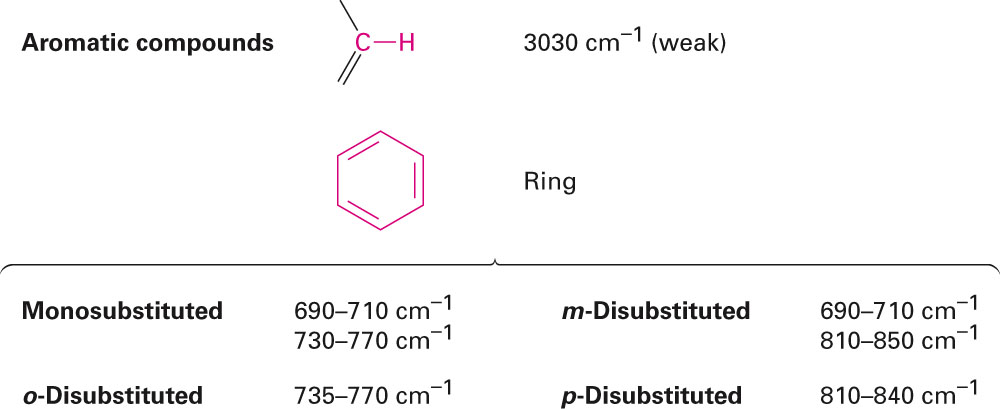 Aromatic compounds C—H 3030 cm⁻¹ (weak)
Ring
Monosubstituted 690–710 cm⁻¹ m-Disubstituted 690–710 cm⁻¹
730–770 cm⁻¹ 810–850 cm⁻¹
o-Disubstituted 735–770 cm⁻¹ p-Disubstituted 810–840 cm⁻¹